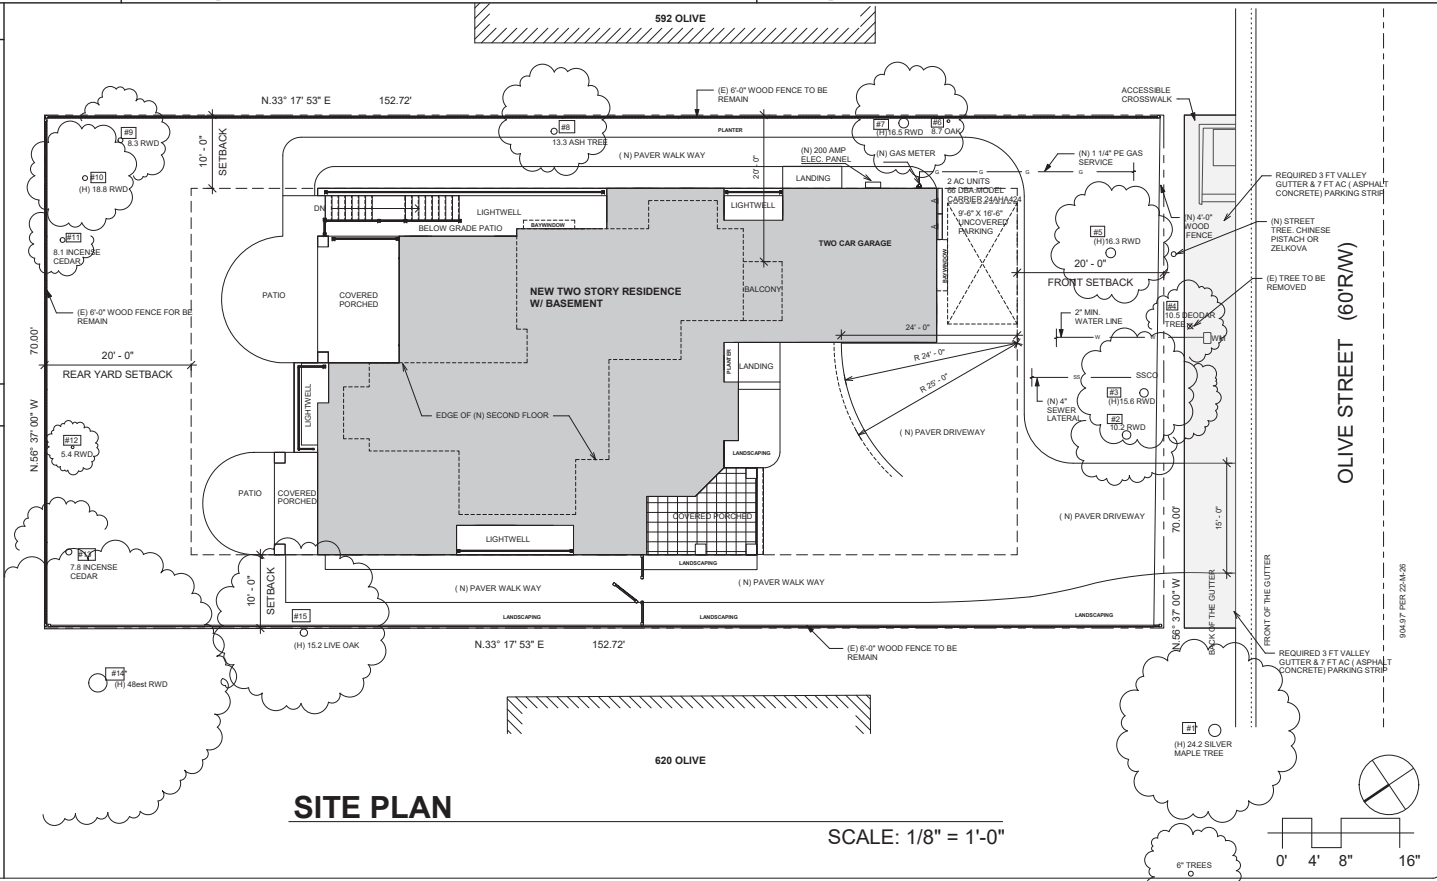 592 OLIVE
N.33° 17' 53" E 152.72'
(E) 6'-0" WOOD FENCE TO BE
REMAIN
ACCESSIBLE
CROSSWALK
#9
8.3 RWD
10' - 0"
SETBACK
#8
13.3 ASH TREE
PLANTER
#7
(H)16.5 RWD
#6
8.7 OAK
( N) PAVER WALK WAY
20'- 0"
(N) 200 AMP
ELEC. PANEL
(N) GAS METER
(N) 1 1/4" PE GAS
SERVICE
G G G G
#10
(H) 18.8 RWD
LANDING
2 AC UNITS
66 DBA MODEL
CARRIER 24AHA424
REQUIRED 3 FT VALLEY
GUTTER & 7 FT AC ( ASPHALT
CONCRETE) PARKING STRIP
DN
LIGHTWELL
BELOW GRADE PATIO
BAYWINDOW
LIGHTWELL
9'-6" X 16'-6"
UNCOVERED
PARKING
(N) 4'-0"
WOOD
FENCE
(N) STREET
TREE. CHINESE
PISTACH OR
ZELKOVA
#11
8.1 INCENSE
CEDAR
TWO CAR GARAGE
BAYWINDOW
#5
(H)16.3 RWD
20' - 0"
FRONT SETBACK
(E) TREE TO BE
REMOVED
PATIO
COVERED
PORCHED
NEW TWO STORY RESIDENCE
W/ BASEMENT
BALCONY
(E) 6'-0" WOOD FENCE FOR BE
REMAIN
#4
10.5 DEODAR
TREE
2" MIN.
WATER LINE
W W
WM
24' - 0"
R 24' - 0"
R 25' - 0"
70.00'
N.56° 37' 00" W
20' - 0"
REAR YARD SETBACK
PLANTER
LANDING
SS
SSCO
LIGHTWELL
EDGE OF (N) SECOND FLOOR
(N) 4"
SEWER
LATERAL
#3
(H)15.6 RWD
#2
10.2 RWD
OLIVE STREET (60'R/W)
#12
5.4 RWD
( N) PAVER DRIVEWAY
LANDSCAPING
PATIO
COVERED
PORCHED
COVERED PORCHED
( N) PAVER DRIVEWAY
70.00'
15' - 0"
LIGHTWELL
#13
7.8 INCENSE
CEDAR
10' - 0"
SETBACK
LANDSCAPING
( N) PAVER WALK WAY
( N) PAVER WALK WAY
N.56° 37' 00" W
BACK OF THE GUTTER
FRONT OF THE GUTTER
904.97' PER 22-M-26
#15
(H) 15.2 LIVE OAK
LANDSCAPING
LANDSCAPING
LANDSCAPING
N.33° 17' 53" E 152.72'
(E) 6'-0" WOOD FENCE TO BE
REMAIN
REQUIRED 3 FT VALLEY
GUTTER & 7 FT AC ( ASPHALT
CONCRETE) PARKING STRIP
#14"
(H) 48est RWD
#1"
(H) 24.2 SILVER
MAPLE TREE
620 OLIVE
SITE PLAN
SCALE: 1/8" = 1'-0"
0' 4' 8" 16"
6" TREES